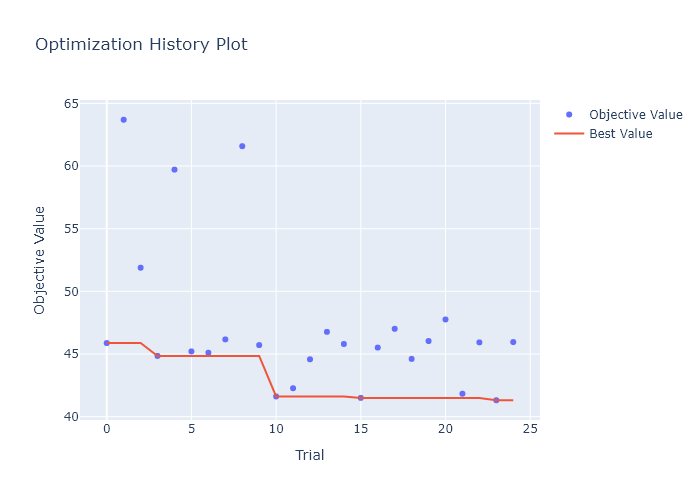 Optimization History Plot
Objective Value
Best Value
65
60
55
50
45
40
Objective Value
0 5 10 15 20 25
Trial